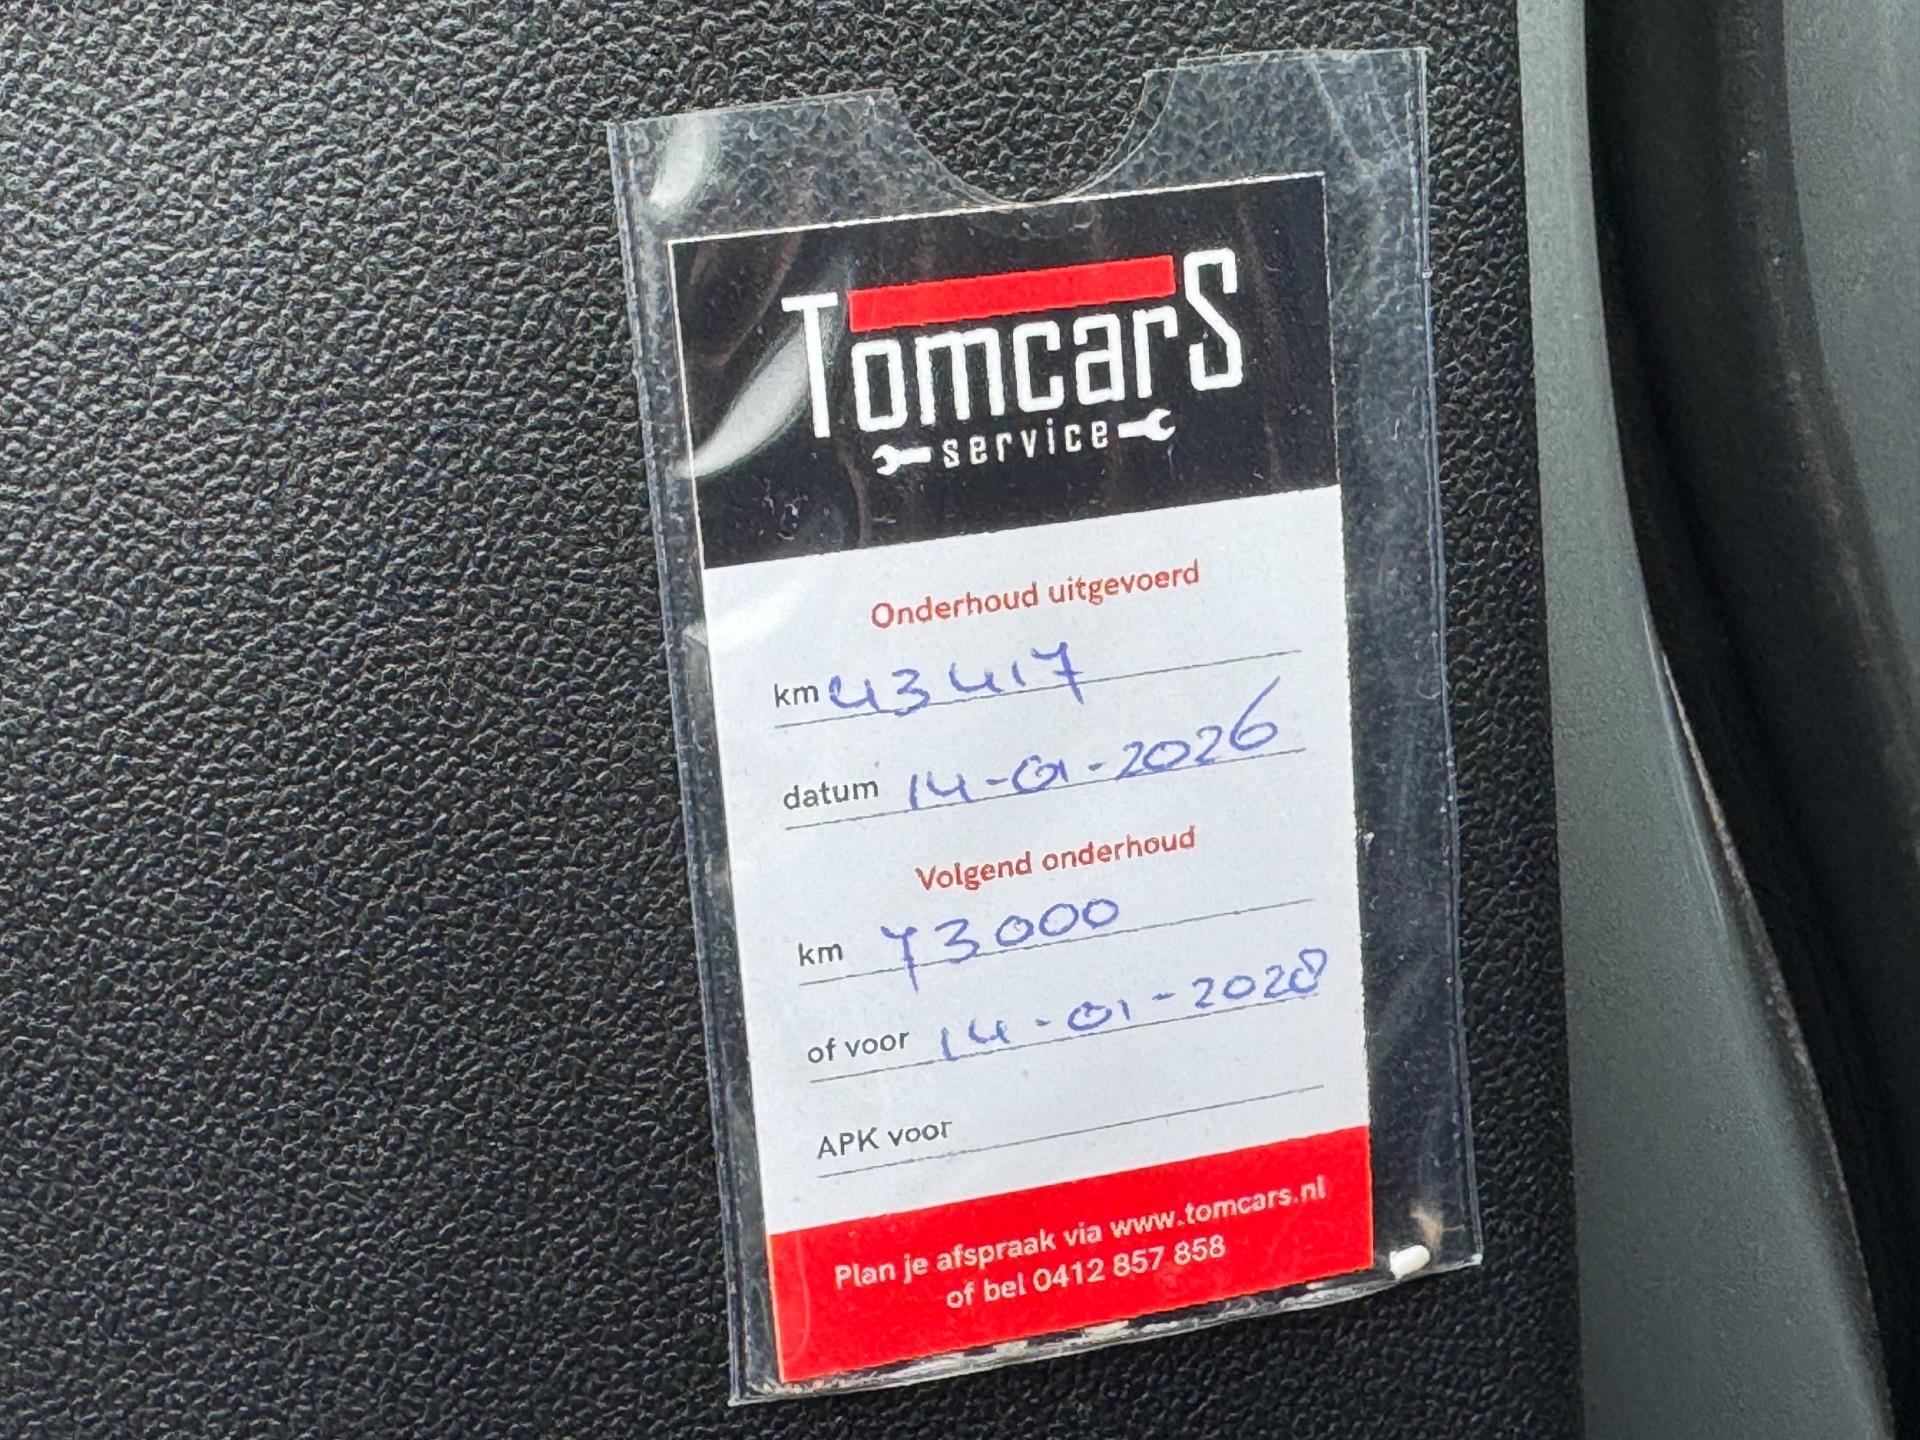 TomcarS
service
Onderhoud uitgevoerd
km 43417
datum 14-01-2026
Volgend onderhoud
km 73000
of voor 14-01-2028
APK voor
Plan je afspraak via www.tomcars.nl
of bel 0412 857 858